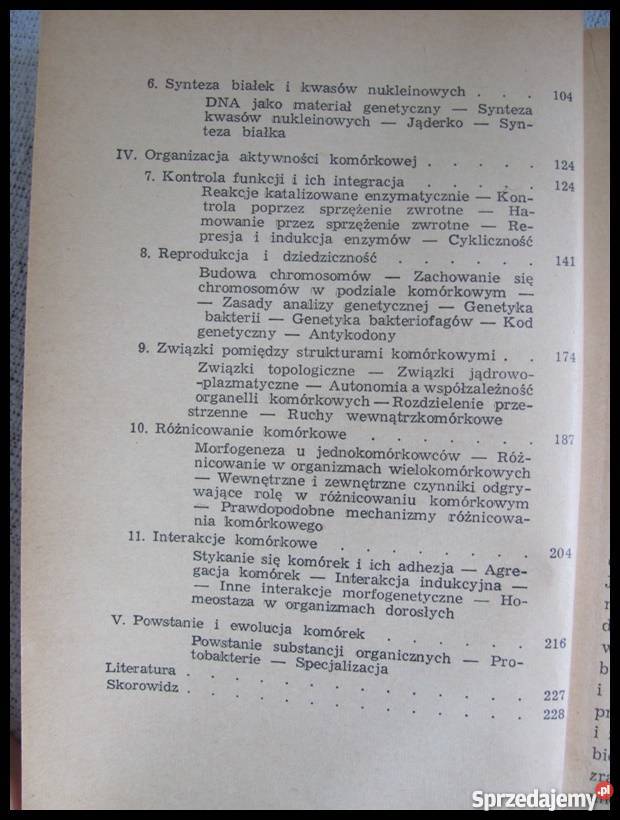 6. Synteza białek i kwasów nukleinowych . . . 104
DNA jako materiał genetyczny — Synteza
kwasów nukleinowych — Jąderko — Syn-
teza białka
IV. Organizacja aktywności komórkowej . . . . . 124
7. Kontrola funkcji i ich integracja . . . . . 124
Reakcje katalizowane enzymatycznie — Kon-
trola poprzez sprzężenie zwrotne — Ha-
mowanie przez sprzężenie zwrotne — Re-
presja i indukcja enzymów — Cykliczność
8. Reprodukcja i dziedziczność . . . . . . 141
Budowa chromosomów — Zachowanie się
chromosomów w podziale komórkowym —
— Zasady analizy genetycznej — Genetyka
bakterii — Genetyka bakteriofagów — Kod
genetyczny — Antykodony
9. Związki pomiędzy strukturami komórkowymi . . 174
Związki topologiczne — Związki jądrowo-
-plazmatyczne — Autonomia a współzależność
organelli komórkowych — Rozdzielenie prze-
strzenne — Ruchy wewnątrzkomórkowe
10. Różnicowanie komórkowe . . . . . . . 187
Morfogeneza u jednokomórkowców — Róż-
nicowanie w organizmach wielokomórkowych
— Wewnętrzne i zewnętrzne czynniki odgry-
wające rolę w różnicowaniu komórkowym
— Prawdopodobne mechanizmy różnicowa-
nia komórkowego
11. Interakcje komórkowe . . . . . . . . 204
Stykanie się komórek i ich adhezja — Agre-
gacja komórek — Interakcja indukcyjna —
— Inne interakcje morfogenetyczne — Ho-
meostaza w organizmach dorosłych
V. Powstanie i ewolucja komórek . . . . . . 216
Powstanie substancji organicznych — Pro-
tobakterie — Specjalizacja
Literatura . . . . . . . . . . . . 227
Skorowidz . . . . . . . . . . . . 228
Sprzedajemy.pl